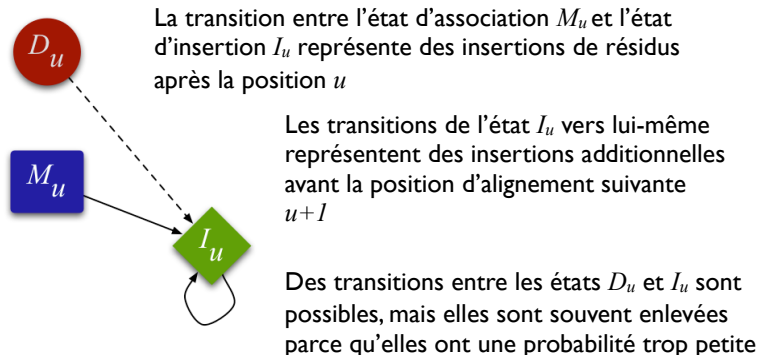 La transition entre l’état d’association Mu et l’état
d’insertion Iu représente des insertions de résidus
après la position u
Du
Les transitions de l’état Iu vers lui-même
représentent des insertions additionnelles
avant la position d’alignement suivante
u+1
Mu
Iu
Des transitions entre les états Du et Iu sont
possibles, mais elles sont souvent enlevées
parce qu’elles ont une probabilité trop petite